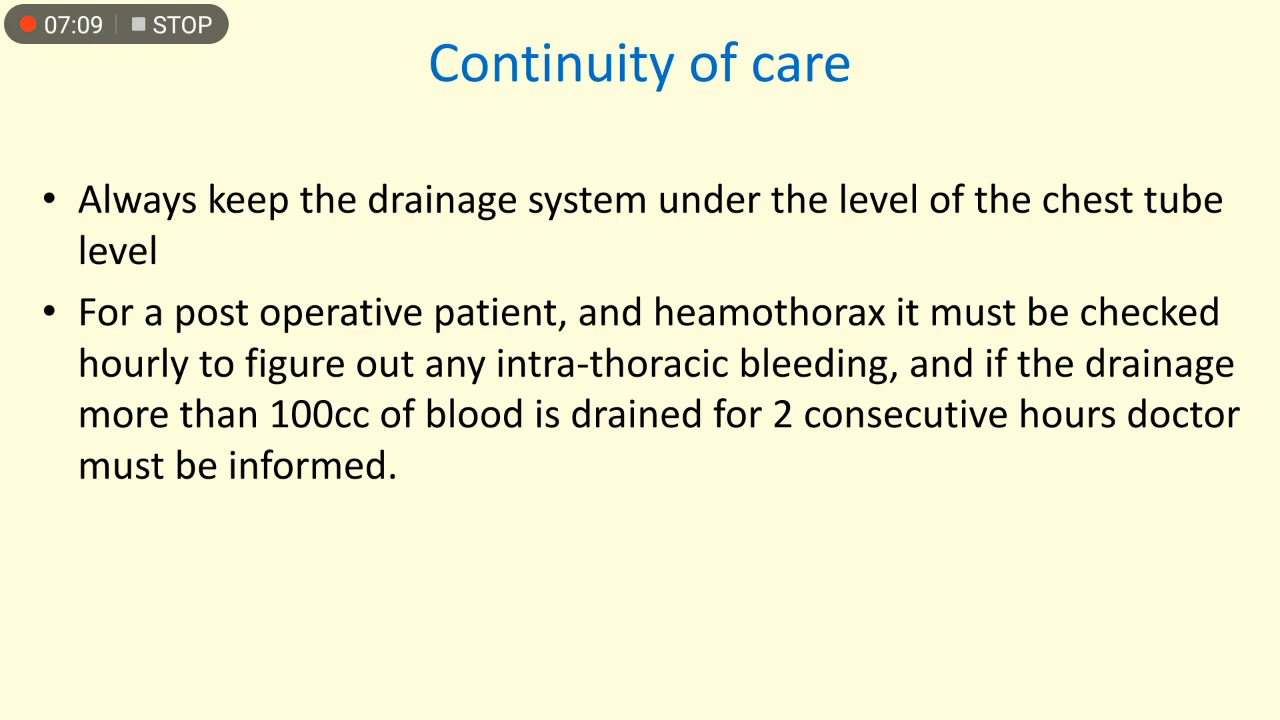 07:09 STOP
Continuity of care
• Always keep the drainage system under the level of the chest tube
level
• For a post operative patient, and heamothorax it must be checked
hourly to figure out any intra-thoracic bleeding, and if the drainage
more than 100cc of blood is drained for 2 consecutive hours doctor
must be informed.